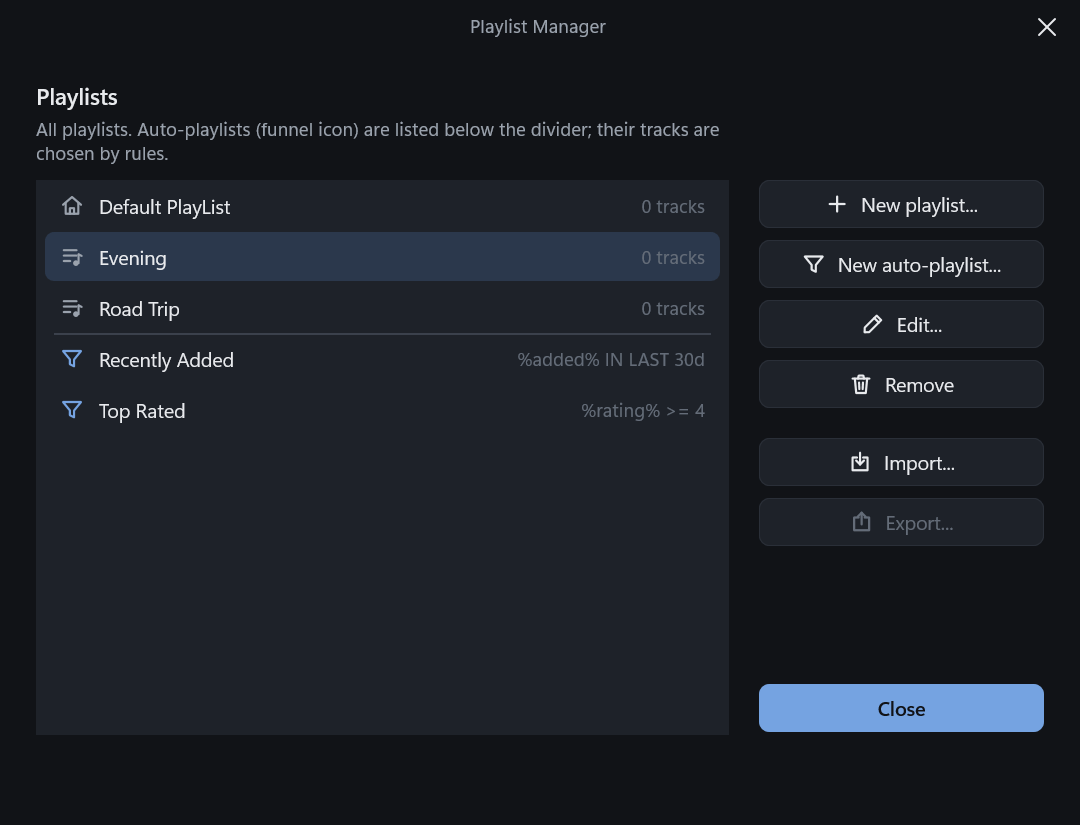 Playlist Manager
Playlists
All playlists. Auto-playlists (funnel icon) are listed below the divider; their tracks are
chosen by rules.
Default PlayList 0 tracks
Evening 0 tracks
Road Trip 0 tracks
Recently Added %added% IN LAST 30d
Top Rated %rating% >= 4
New playlist...
New auto-playlist...
Edit...
Remove
Import...
Export...
Close